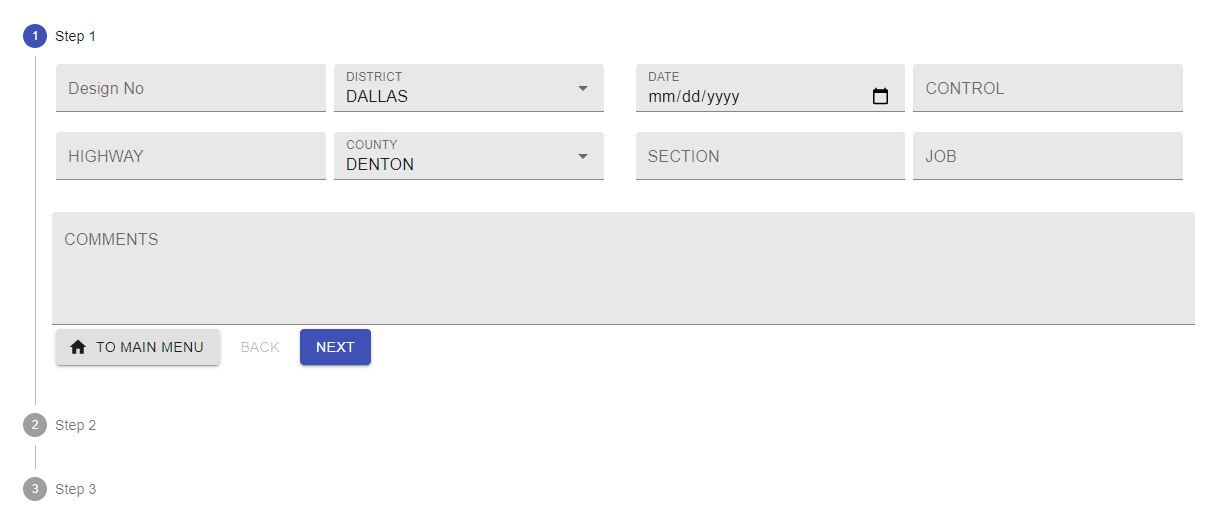 1 Step 1
Design No
DISTRICT
DALLAS
DATE
mm/dd/yyyy
CONTROL
HIGHWAY
COUNTY
DENTON
SECTION
JOB
COMMENTS
TO MAIN MENU BACK NEXT
2 Step 2
3 Step 3